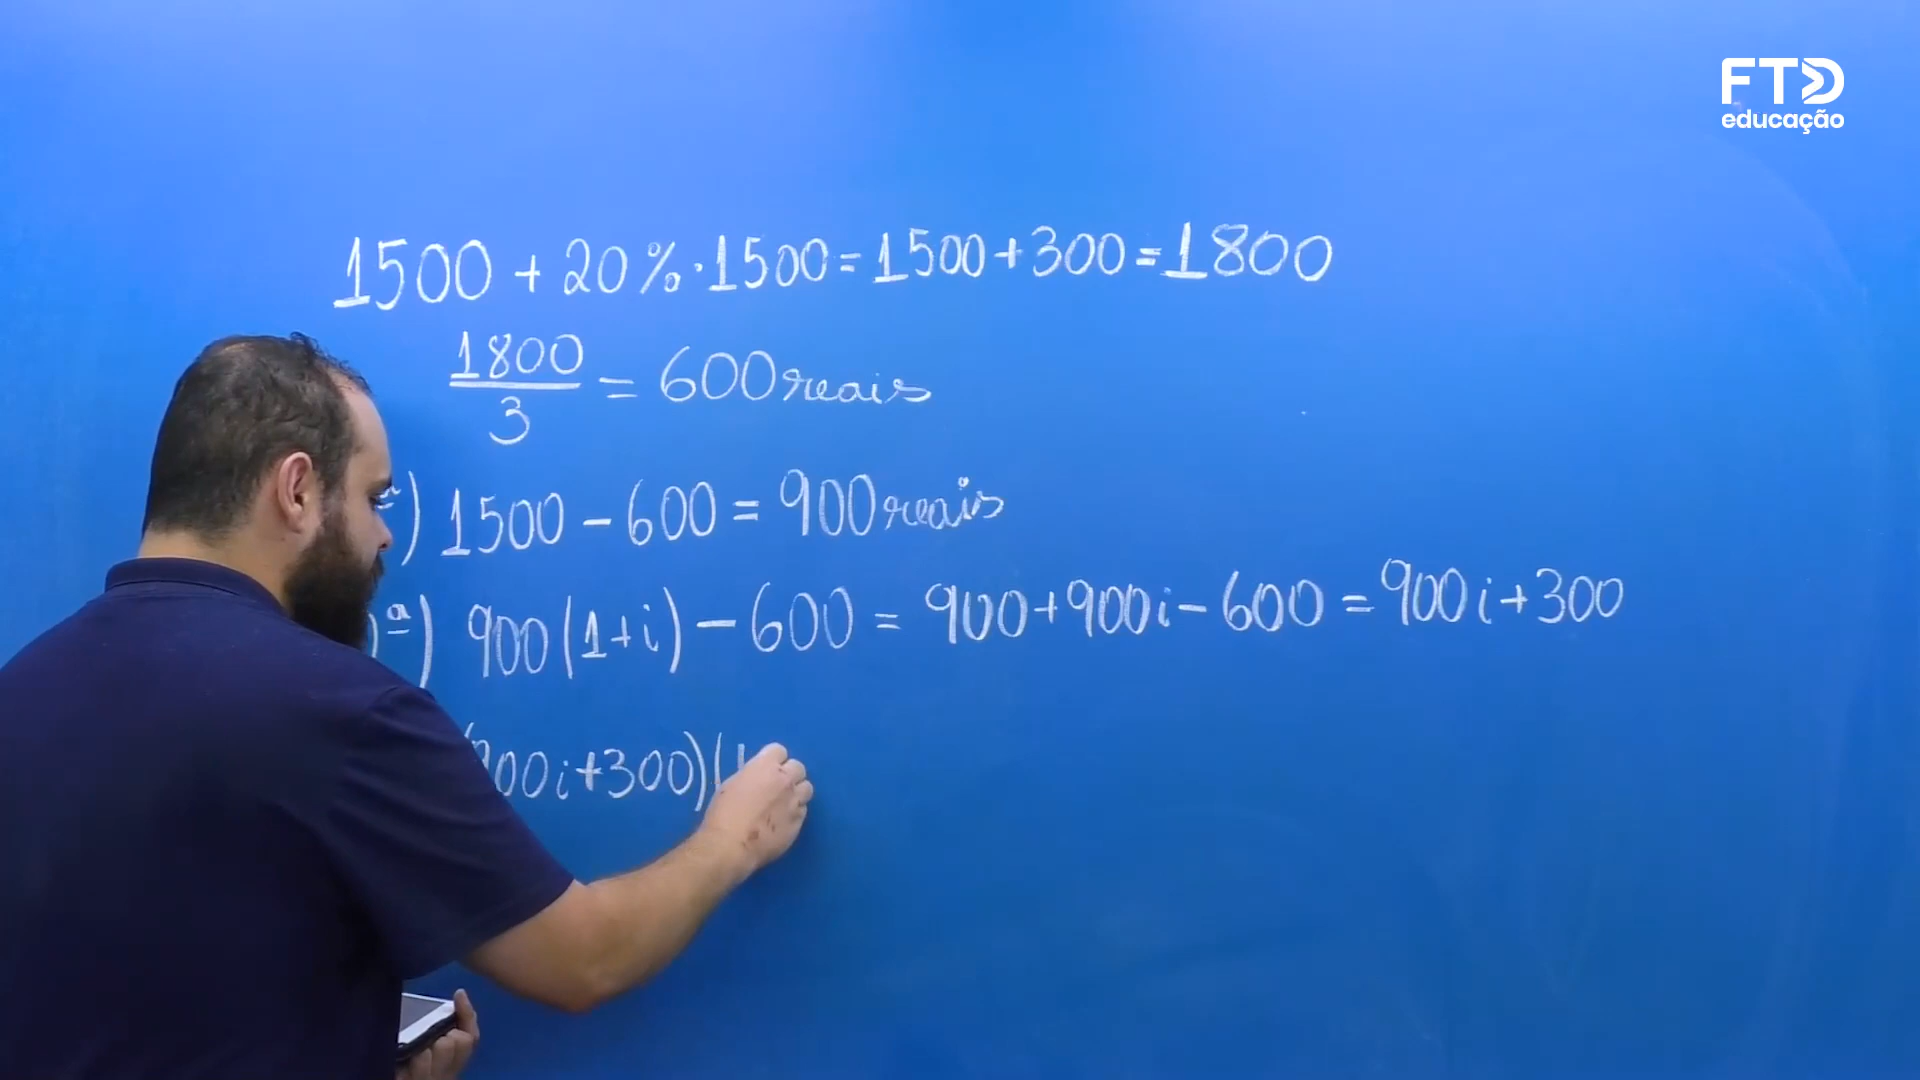 FTD
educação
1500 + 20%·1500 = 1500 + 300 = 1800
1800
3
= 600 reais
) 1500 - 600 = 900 reais
ª) 900(1+i) - 600 = 900+900i - 600 = 900i+300
00i+300)(1